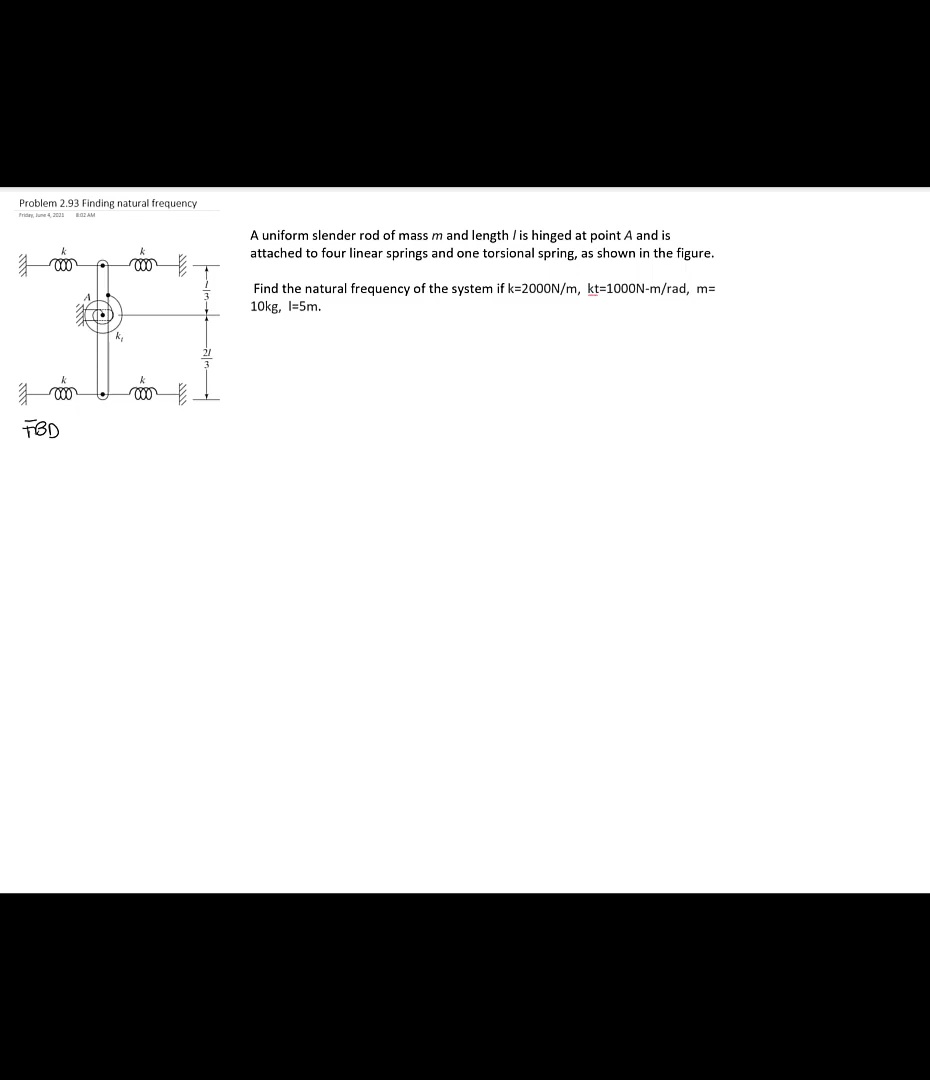 Problem 2.93 Finding natural frequency
Friday, June 4, 2021 8:02 AM
A uniform slender rod of mass m and length l is hinged at point A and is
attached to four linear springs and one torsional spring, as shown in the figure.
Find the natural frequency of the system if k=2000N/m, kt=1000N-m/rad, m=
10kg, l=5m.
k k
l
3
A
kt
2l
3
k k
FBD